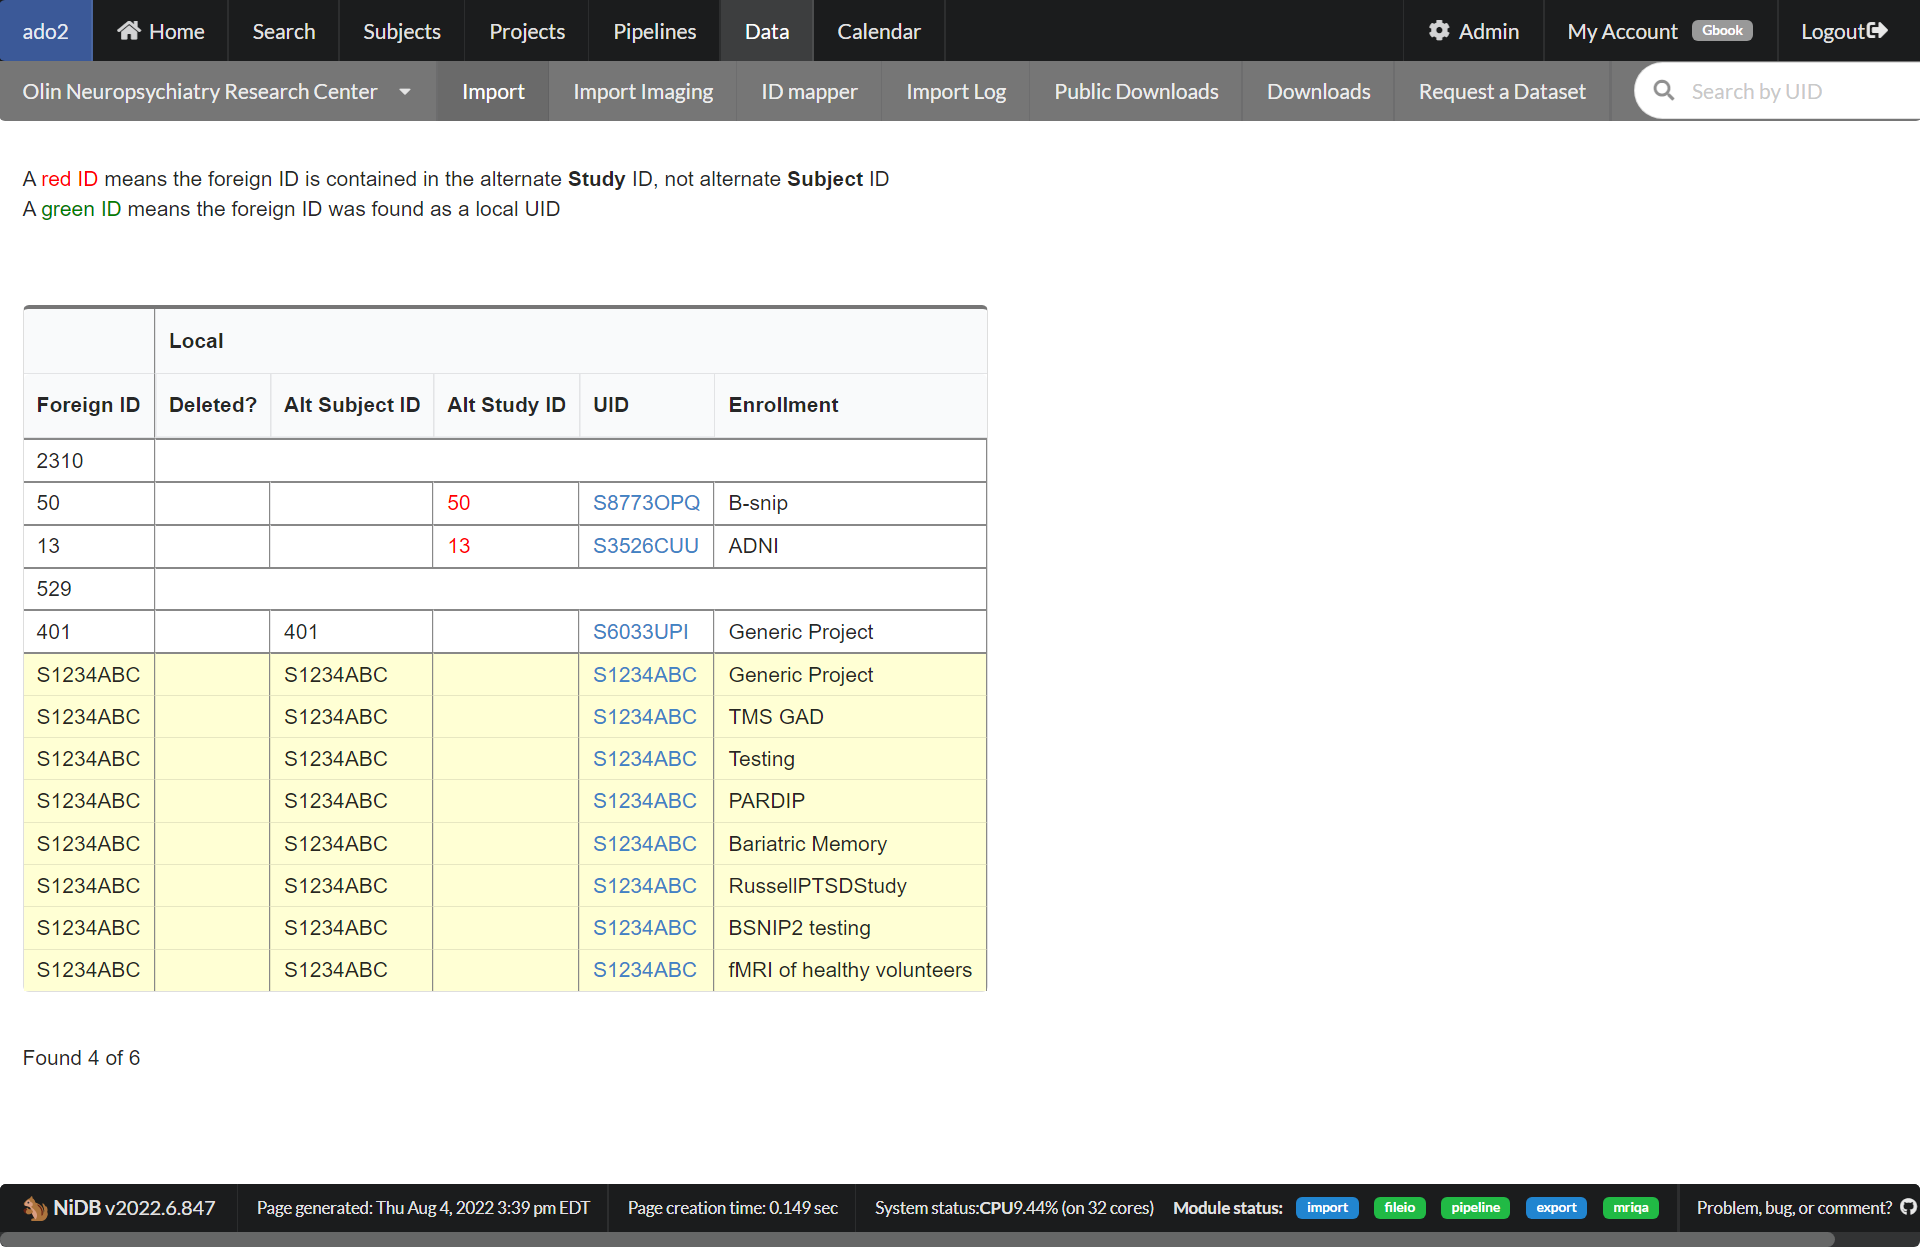 ado2 Home Search Subjects Projects Pipelines Data Calendar Admin My Account Gbook Logout
Olin Neuropsychiatry Research Center Import Import Imaging ID mapper Import Log Public Downloads Downloads Request a Dataset Search by UID
A red ID means the foreign ID is contained in the alternate Study ID, not alternate Subject ID
A green ID means the foreign ID was found as a local UID
Local
Foreign ID Deleted? Alt Subject ID Alt Study ID UID Enrollment
2310
50 50 S8773OPQ B-snip
13 13 S3526CUU ADNI
529
401 401 S6033UPI Generic Project
S1234ABC S1234ABC S1234ABC Generic Project
S1234ABC S1234ABC S1234ABC TMS GAD
S1234ABC S1234ABC S1234ABC Testing
S1234ABC S1234ABC S1234ABC PARDIP
S1234ABC S1234ABC S1234ABC Bariatric Memory
S1234ABC S1234ABC S1234ABC RussellPTSDStudy
S1234ABC S1234ABC S1234ABC BSNIP2 testing
S1234ABC S1234ABC S1234ABC fMRI of healthy volunteers
Found 4 of 6
NiDB v2022.6.847 Page generated: Thu Aug 4, 2022 3:39 pm EDT Page creation time: 0.149 sec System status:CPU9.44% (on 32 cores) Module status: import fileio pipeline export mriqa Problem, bug, or comment?